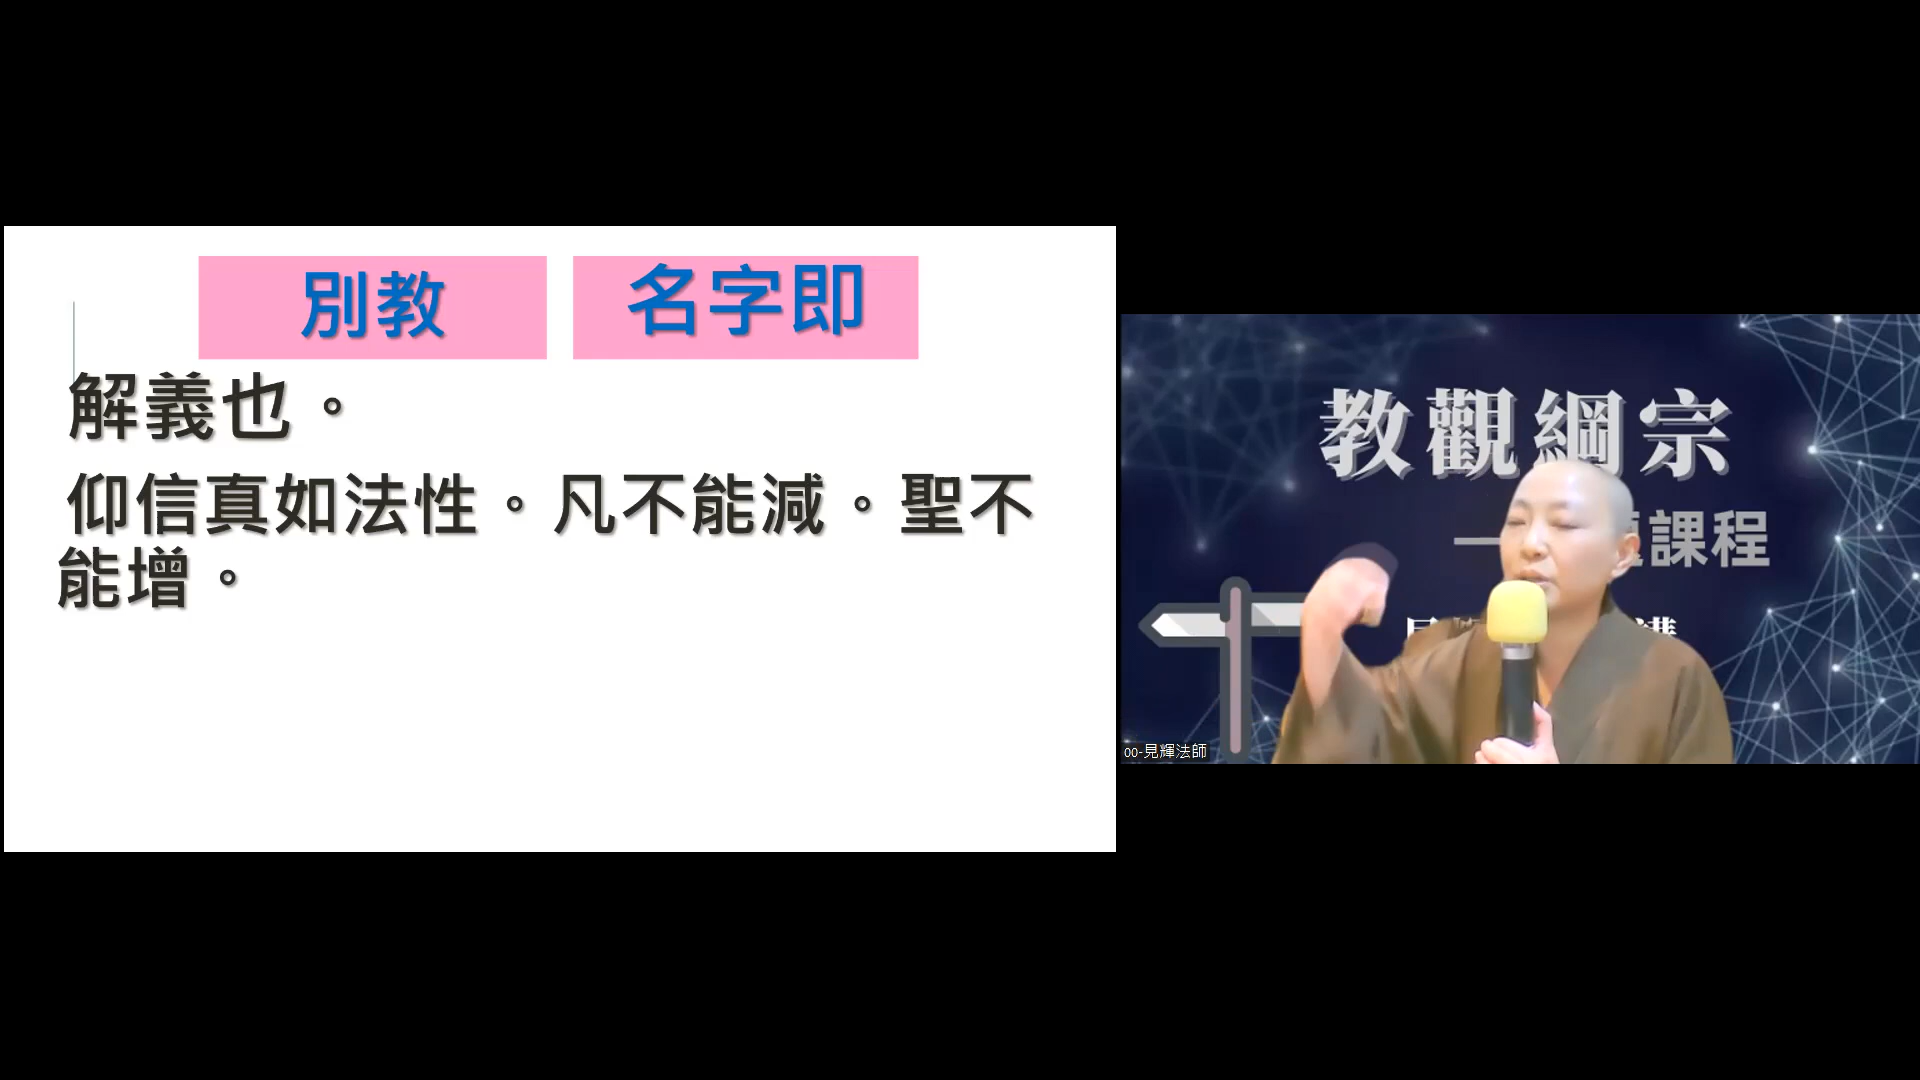 別教
名字即
解義也。
仰信真如法性。凡不能減。聖不
能增。
教觀綱宗
課程
oo-見輝法師